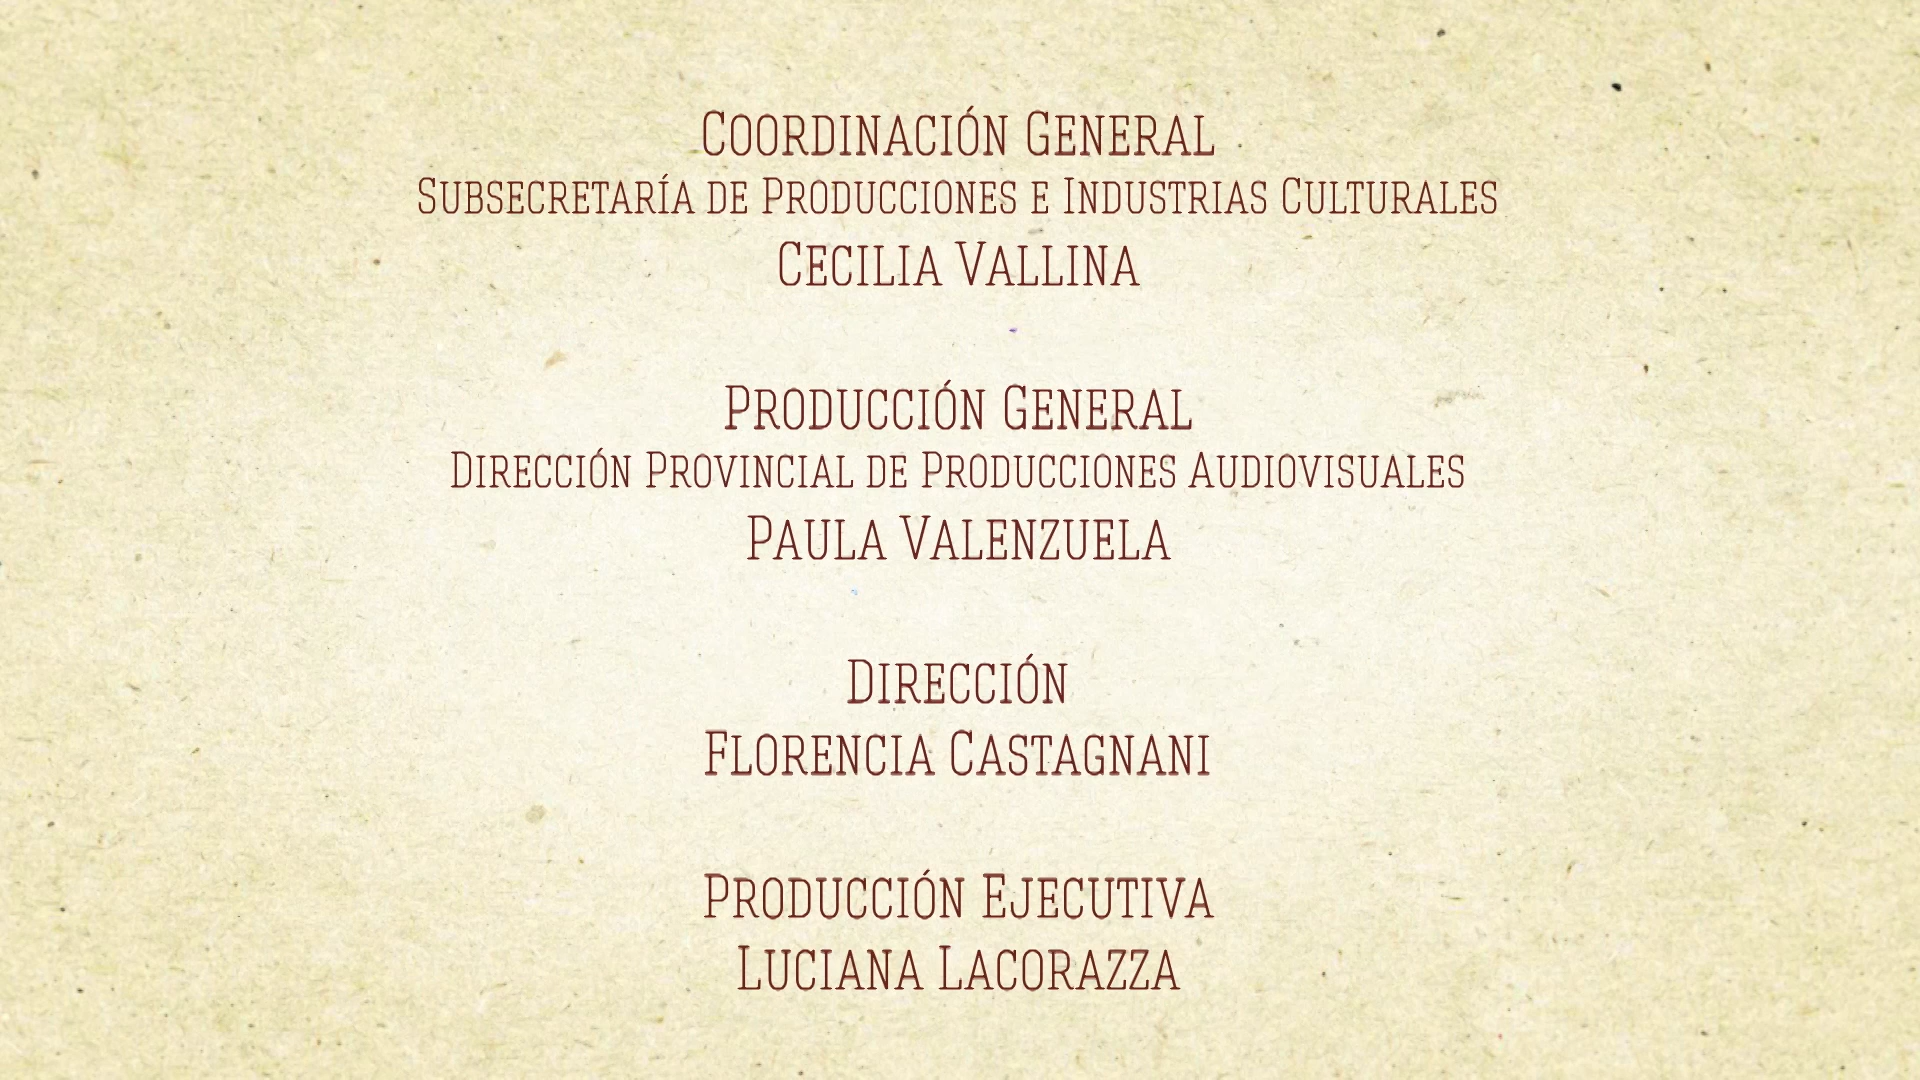 Coordinación General
Subsecretaría de Producciones e Industrias Culturales
Cecilia Vallina
Producción General
Dirección Provincial de Producciones Audiovisuales
Paula Valenzuela
Dirección
Florencia Castagnani
Producción Ejecutiva
Luciana Lacorazza